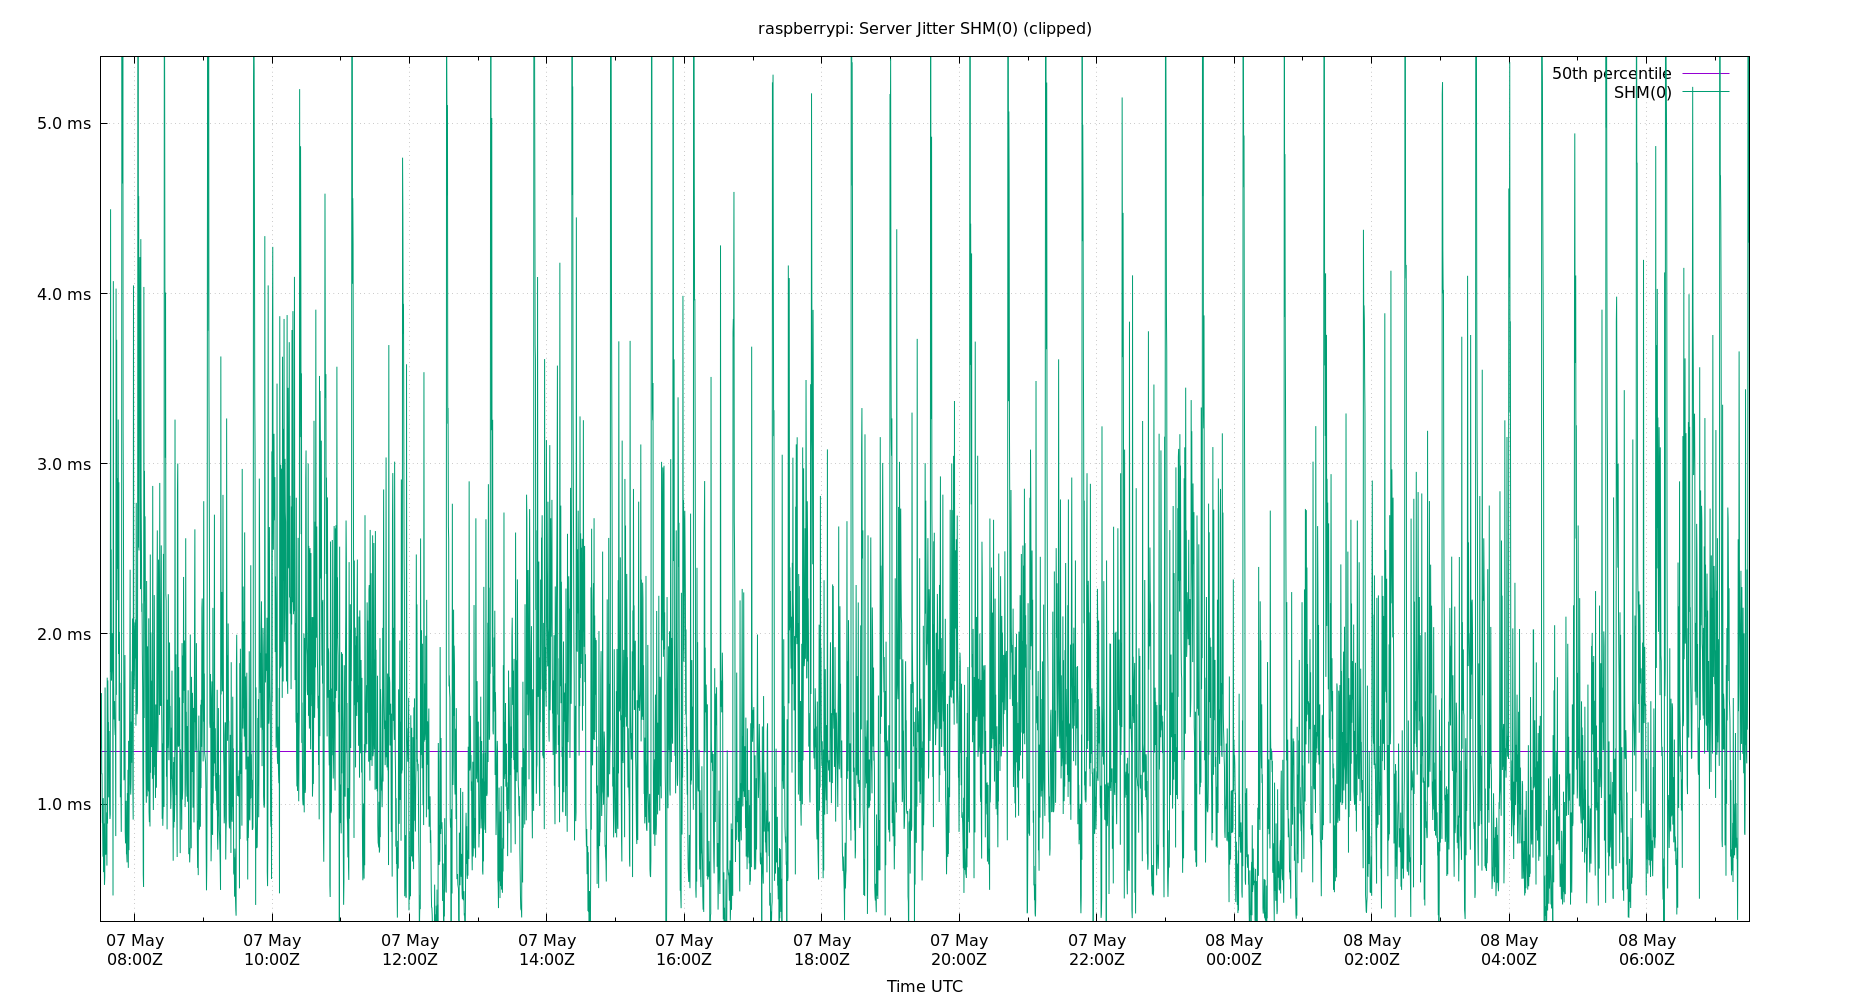 raspberrypi: Server Jitter SHM(0) (clipped)
50th percentile
SHM(0)
5.0 ms
4.0 ms
3.0 ms
2.0 ms
1.0 ms
07 May 07 May 07 May 07 May 07 May 07 May 07 May 07 May 08 May 08 May 08 May 08 May
08:00Z 10:00Z 12:00Z 14:00Z 16:00Z 18:00Z 20:00Z 22:00Z 00:00Z 02:00Z 04:00Z 06:00Z
Time UTC